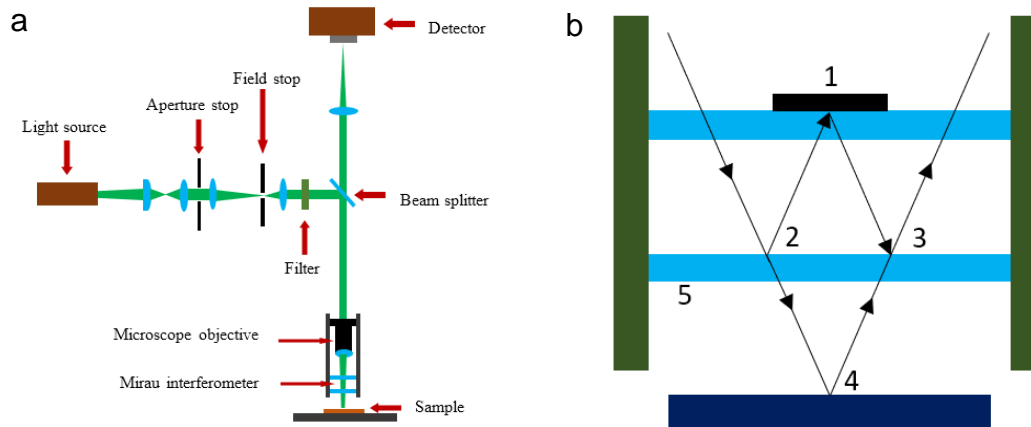 a
Detector
Field stop
Aperture stop
Light source
Beam splitter
Filter
Microscope objective
Mirau interferometer
Sample
b
1
2
3
5
4